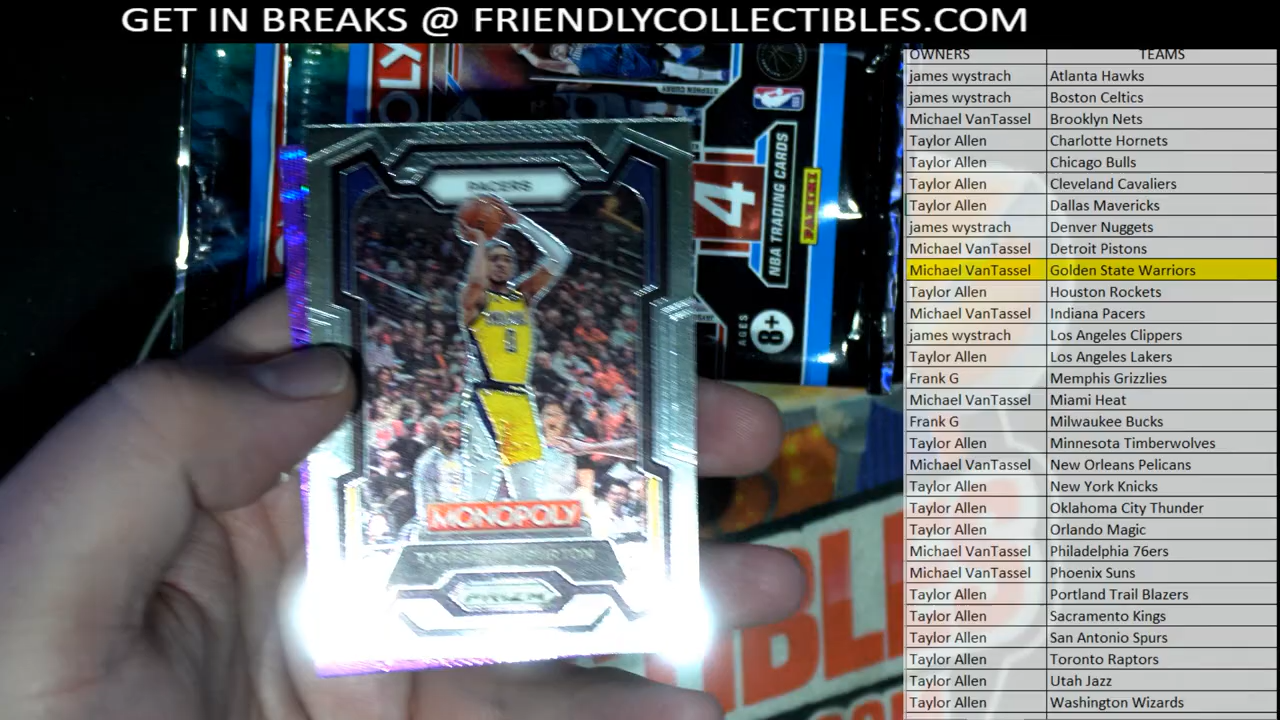 GET IN BREAKS @ FRIENDLYCOLLECTIBLES.COM
OWNERS TEAMS
james wystrach Atlanta Hawks
james wystrach Boston Celtics
Michael VanTassel Brooklyn Nets
Taylor Allen Charlotte Hornets
Taylor Allen Chicago Bulls
Taylor Allen Cleveland Cavaliers
Taylor Allen Dallas Mavericks
james wystrach Denver Nuggets
Michael VanTassel Detroit Pistons
Michael VanTassel Golden State Warriors
Taylor Allen Houston Rockets
Michael VanTassel Indiana Pacers
james wystrach Los Angeles Clippers
Taylor Allen Los Angeles Lakers
Frank G Memphis Grizzlies
Michael VanTassel Miami Heat
Frank G Milwaukee Bucks
Taylor Allen Minnesota Timberwolves
Michael VanTassel New Orleans Pelicans
Taylor Allen New York Knicks
Taylor Allen Oklahoma City Thunder
Taylor Allen Orlando Magic
Michael VanTassel Philadelphia 76ers
Michael VanTassel Phoenix Suns
Taylor Allen Portland Trail Blazers
Taylor Allen Sacramento Kings
Taylor Allen San Antonio Spurs
Taylor Allen Toronto Raptors
Taylor Allen Utah Jazz
Taylor Allen Washington Wizards
PACERS
MONOPOLY
PRIZM
STEPHEN CURRY
NBA
4
NBA TRADING CARDS
PANINI
AGES
8+